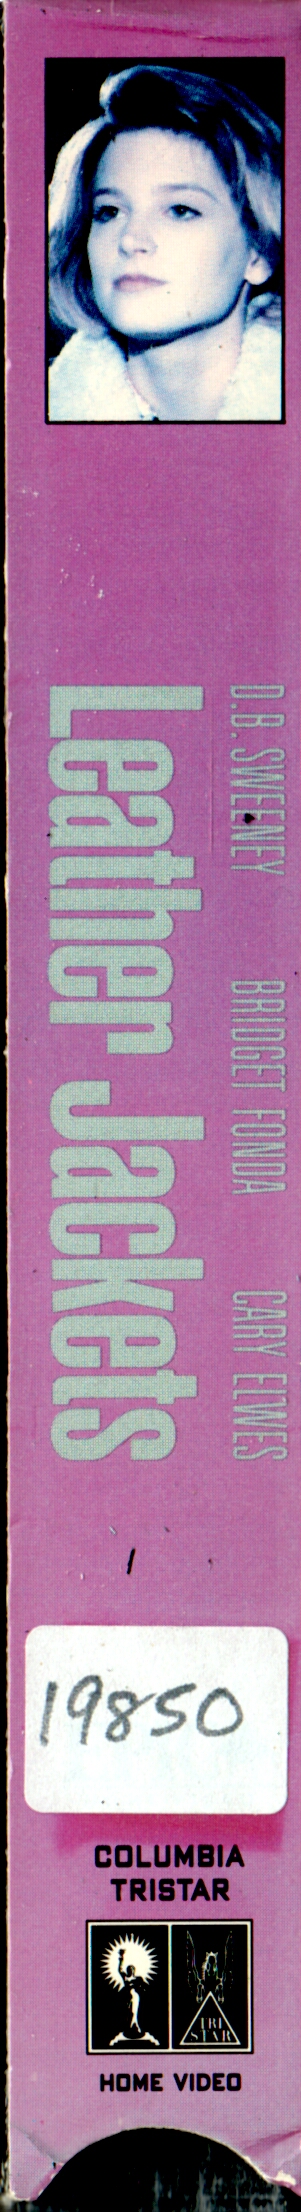 D.B. SWEENEY BRIDGET FONDA CARY ELWES
Leather Jackets
19850
COLUMBIA
TRISTAR
TRI
STAR
HOME VIDEO